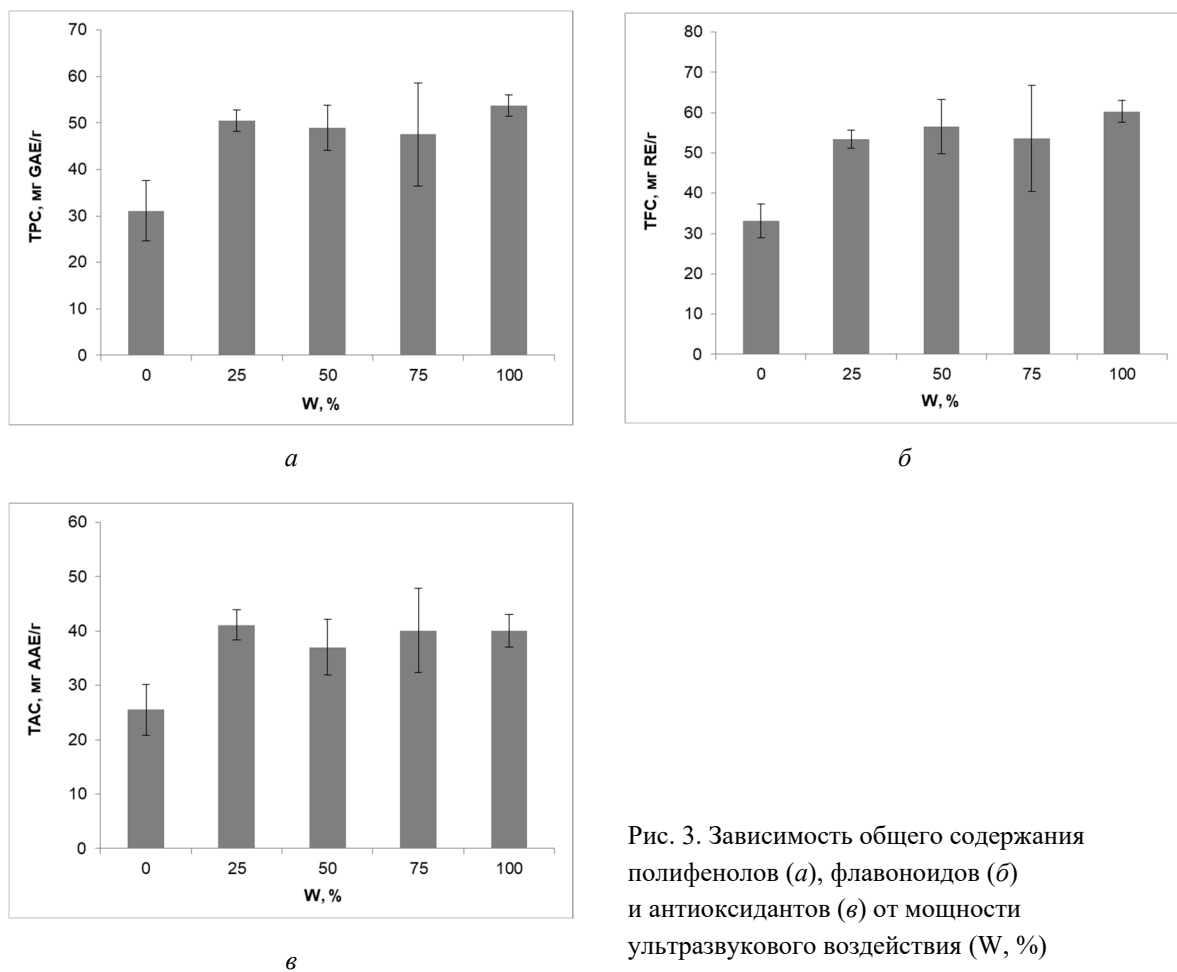 70
60
50
40
30
20
10
0
TPC, мг GAE/г
0 25 50 75 100
W, %
а
80
70
60
50
40
30
20
10
0
TFC, мг RE/г
0 25 50 75 100
W, %
б
60
50
40
30
20
10
0
TAC, мг AAE/г
0 25 50 75 100
W, %
в
Рис. 3. Зависимость общего содержания
полифенолов (а), флавоноидов (б)
и антиоксидантов (в) от мощности
ультразвукового воздействия (W, %)